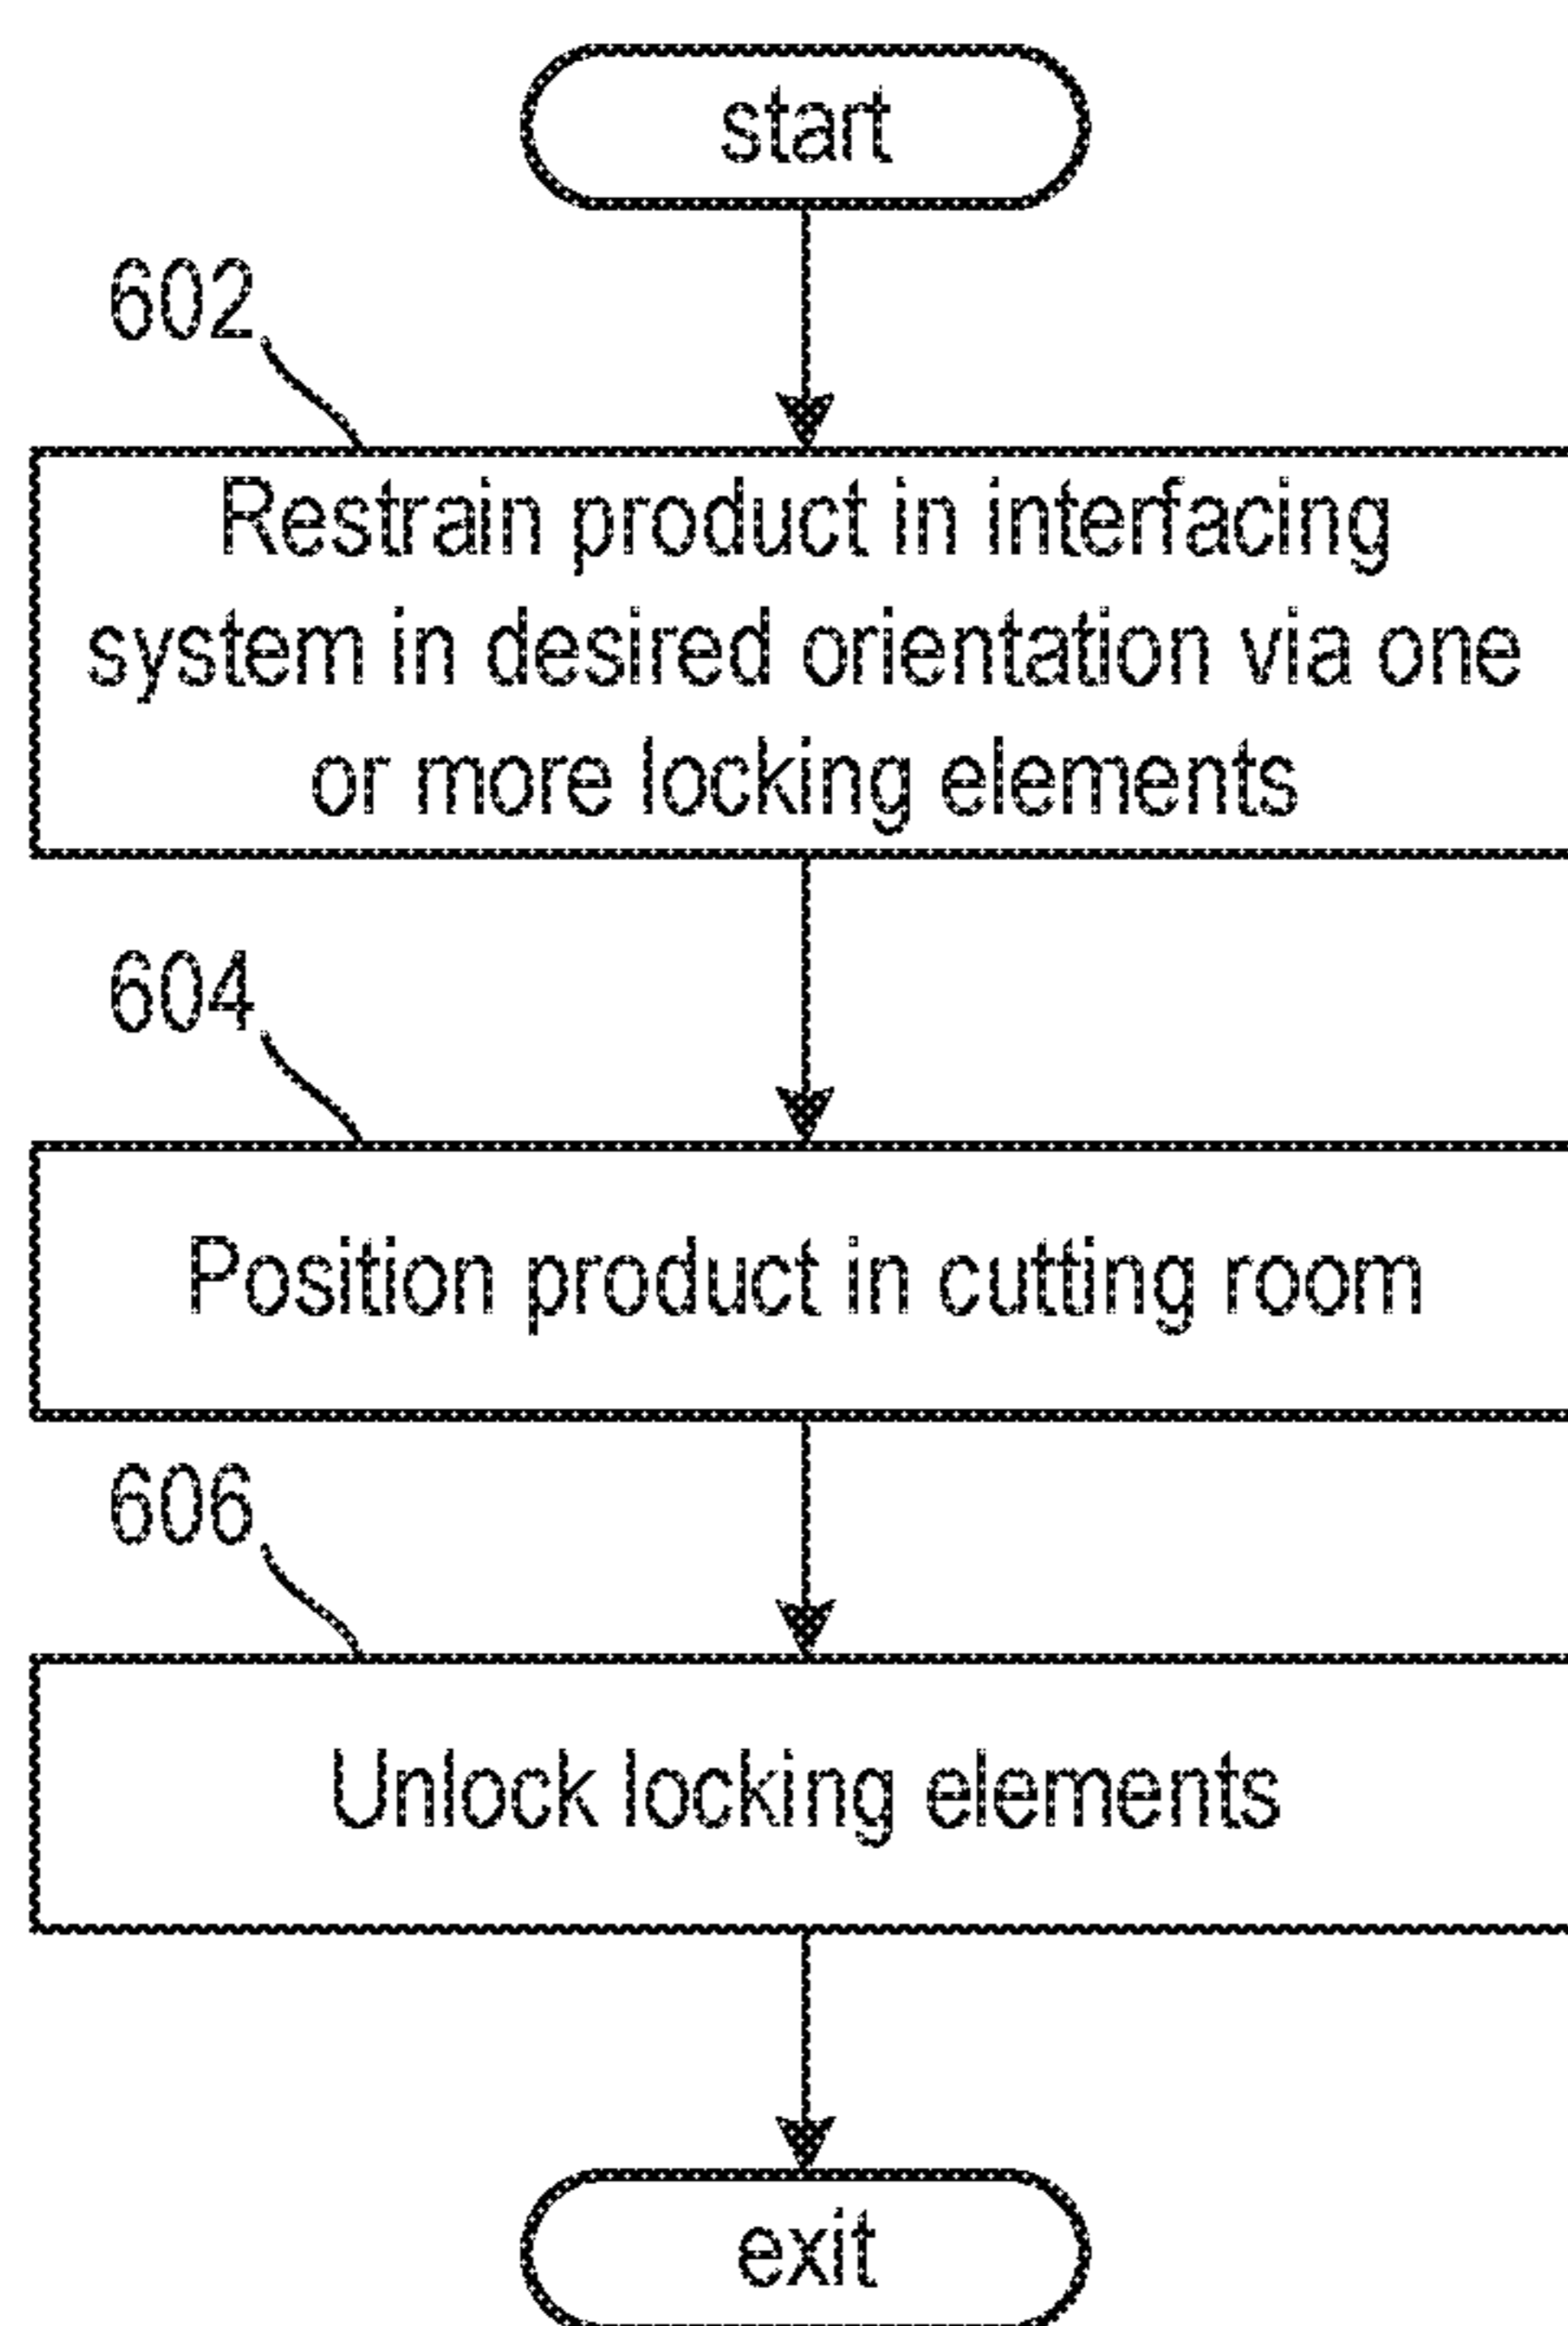 start
602
Restrain product in interfacing
system in desired orientation via one
or more locking elements
604
Position product in cutting room
606
Unlock locking elements
exit